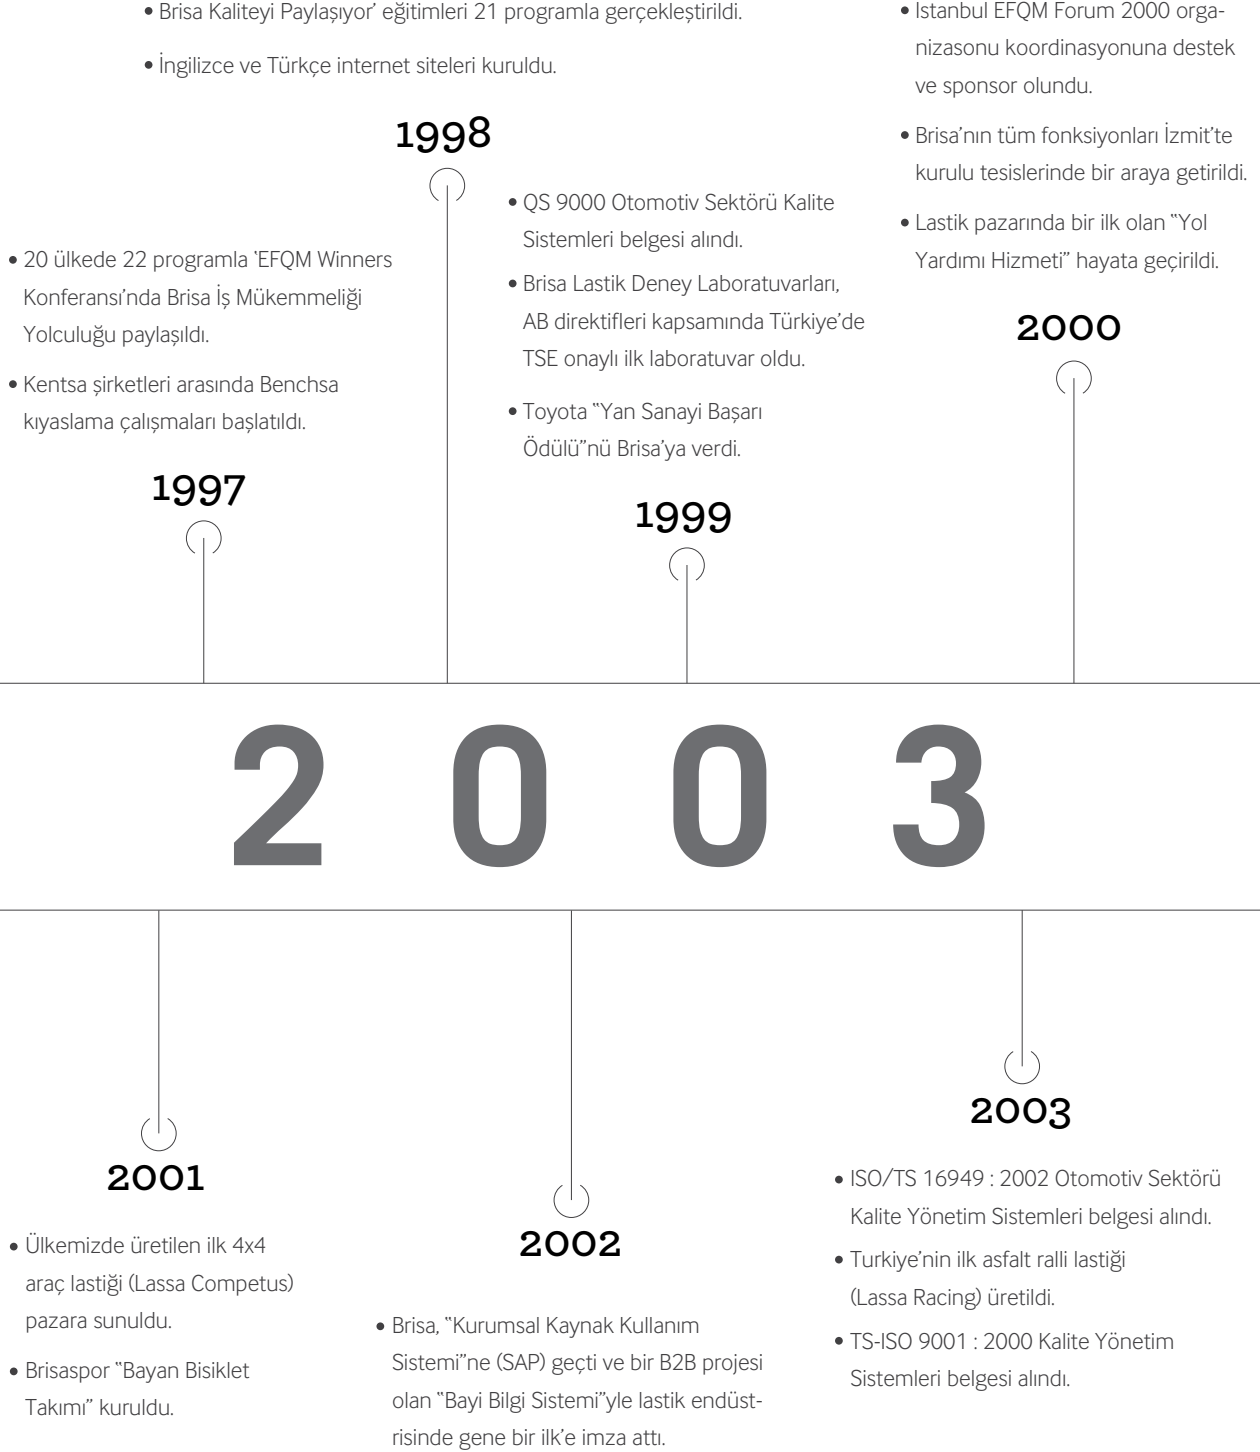 • Brisa Kaliteyi Paylaşıyor’ eğitimleri 21 programla gerçekleştirildi.
• İngilizce ve Türkçe internet siteleri kuruldu.
1998
• 20 ülkede 22 programla ‘EFQM Winners
Konferansı’nda Brisa İş Mükemmeliği
Yolculuğu paylaşıldı.
• Kentsa şirketleri arasında Benchsa
kıyaslama çalışmaları başlatıldı.
1997
• QS 9000 Otomotiv Sektörü Kalite
Sistemleri belgesi alındı.
• Brisa Lastik Deney Laboratuvarları,
AB direktifleri kapsamında Türkiye’de
TSE onaylı ilk laboratuvar oldu.
• Toyota “Yan Sanayi Başarı
Ödülü”nü Brisa’ya verdi.
1999
• İstanbul EFQM Forum 2000 orga-
nizasonu koordinasyonuna destek
ve sponsor olundu.
• Brisa’nın tüm fonksiyonları İzmit’te
kurulu tesislerinde bir araya getirildi.
• Lastik pazarında bir ilk olan “Yol
Yardımı Hizmeti” hayata geçirildi.
2000
2003
2001
• Ülkemizde üretilen ilk 4x4
araç lastiği (Lassa Competus)
pazara sunuldu.
• Brisaspor “Bayan Bisiklet
Takımı” kuruldu.
2002
• Brisa, “Kurumsal Kaynak Kullanım
Sistemi”ne (SAP) geçti ve bir B2B projesi
olan “Bayi Bilgi Sistemi”yle lastik endüst-
risinde gene bir ilk’e imza attı.
2003
• ISO/TS 16949 : 2002 Otomotiv Sektörü
Kalite Yönetim Sistemleri belgesi alındı.
• Turkiye’nin ilk asfalt ralli lastiği
(Lassa Racing) üretildi.
• TS-ISO 9001 : 2000 Kalite Yönetim
Sistemleri belgesi alındı.